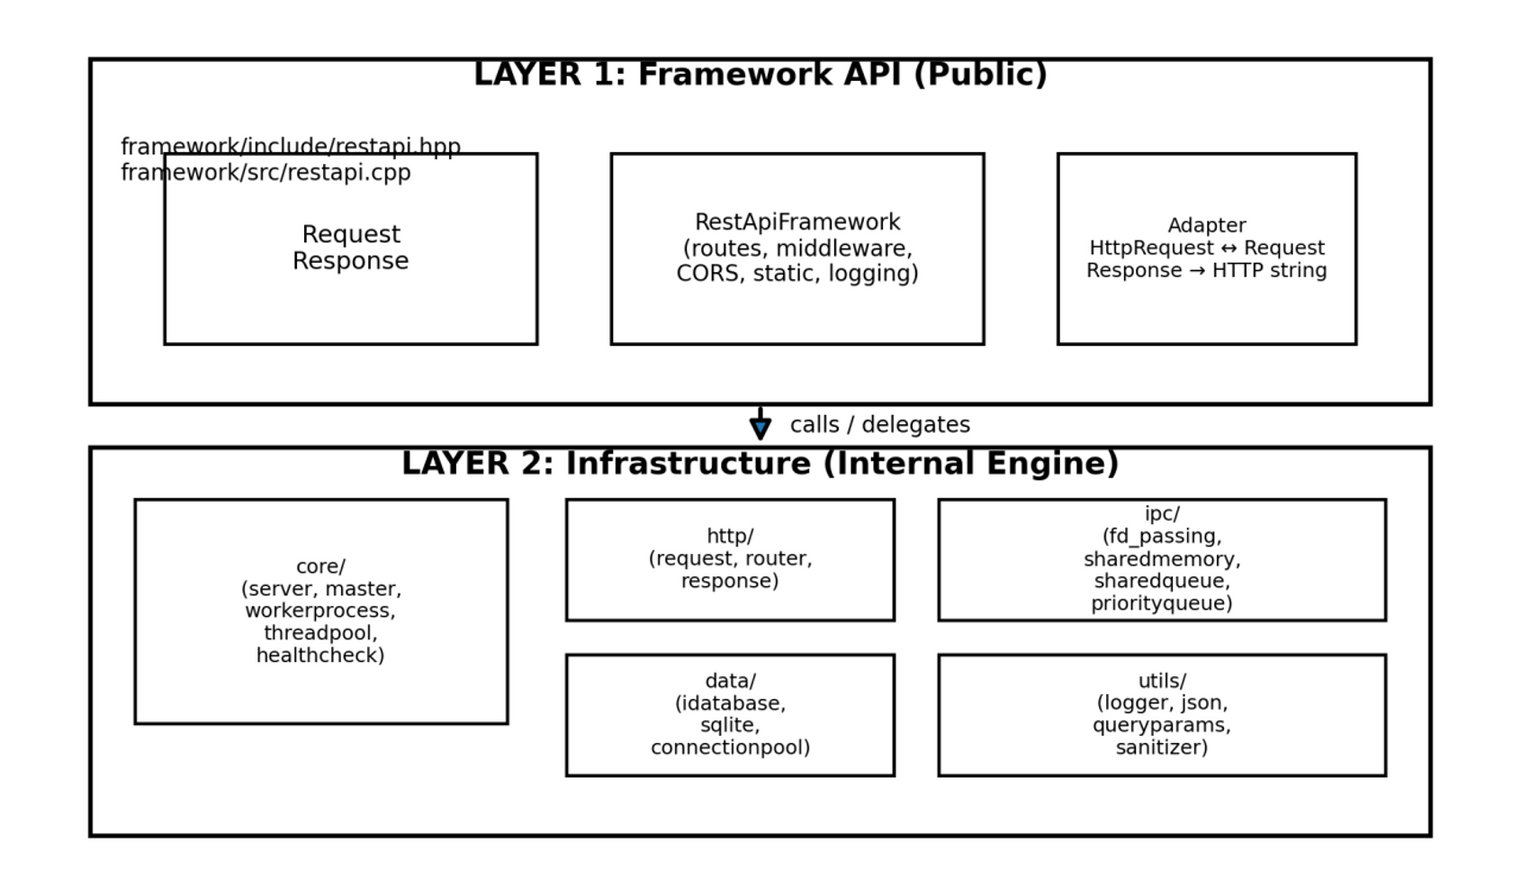 LAYER 1: Framework API (Public)
framework/include/restapi.hpp
framework/src/restapi.cpp
Request
Response
RestApiFramework
(routes, middleware,
CORS, static, logging)
Adapter
HttpRequest ↔ Request
Response → HTTP string
calls / delegates
LAYER 2: Infrastructure (Internal Engine)
core/
(server, master,
workerprocess,
threadpool,
healthcheck)
http/
(request, router,
response)
ipc/
(fd_passing,
sharedmemory,
sharedqueue,
priorityqueue)
data/
(idatabase,
sqlite,
connectionpool)
utils/
(logger, json,
queryparams,
sanitizer)